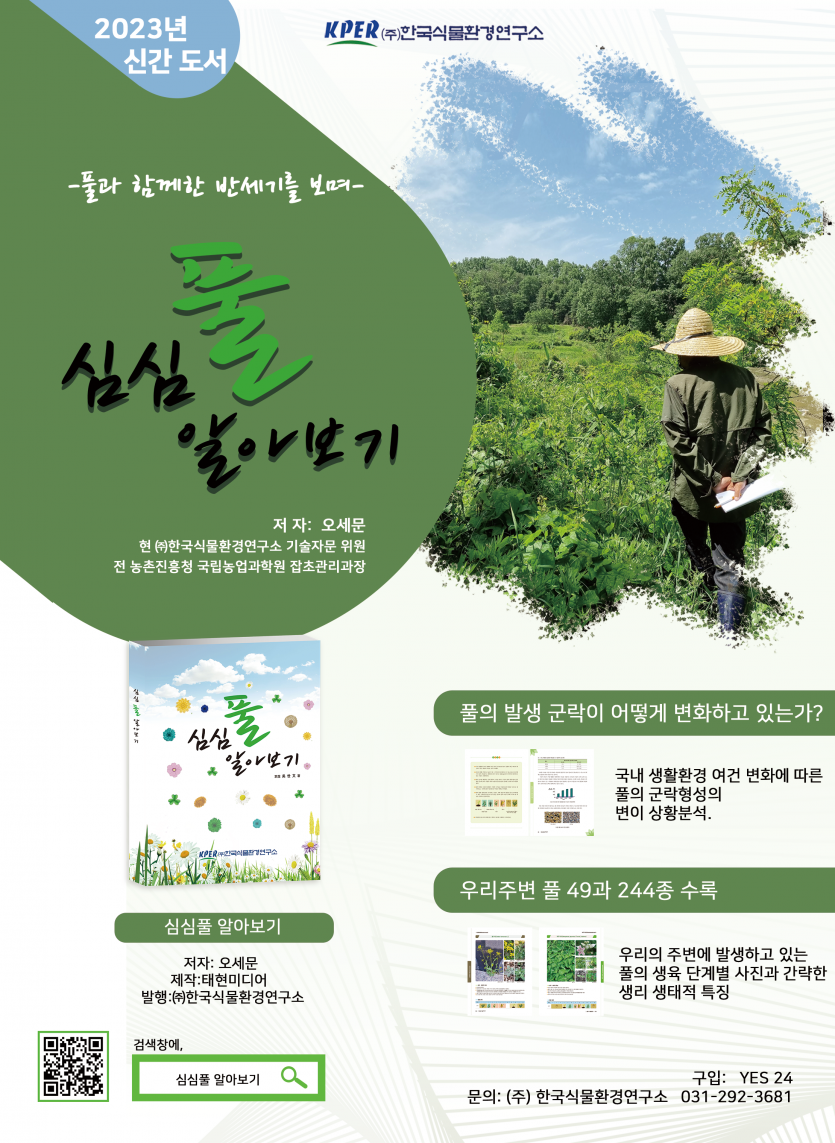 2023년
신간 도서
KPER (주)한국식물환경연구소
-풀과 함께한 반세기를 보며-
심심풀
알아보기
저 자: 오세문
현 ㈜한국식물환경연구소 기술자문 위원
전 농촌진흥청 국립농업과학원 잡초관리과장
심심풀 알아보기
심심풀
알아보기
KPER (주)한국식물환경연구소
심심풀 알아보기
저자: 오세문
제작:태현미디어
발행:㈜한국식물환경연구소
검색창에,
심심풀 알아보기
풀의 발생 군락이 어떻게 변화하고 있는가?
국내 생활환경 여건 변화에 따른
풀의 군락형성의
변이 상황분석.
우리주변 풀 49과 244종 수록
우리의 주변에 발생하고 있는
풀의 생육 단계별 사진과 간략한
생리 생태적 특징
구입: YES 24
문의: (주) 한국식물환경연구소 031-292-3681